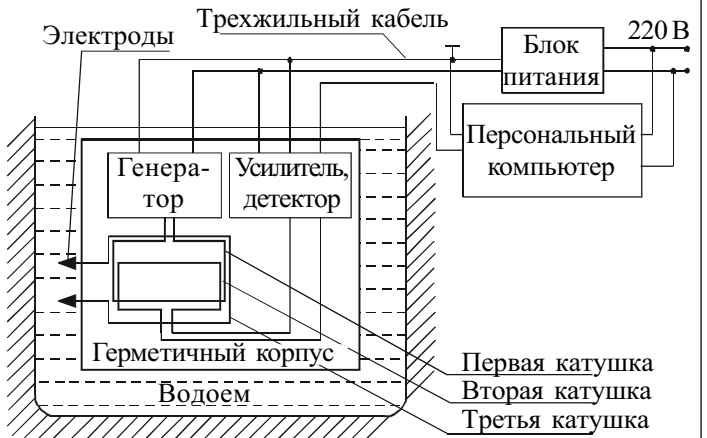 Трехжильный кабель
220 В
Электроды
Блок
питания
Персональный
компьютер
Генера-
тор
Усилитель,
детектор
Герметичный корпус
Водоем
Первая катушка
Вторая катушка
Третья катушка